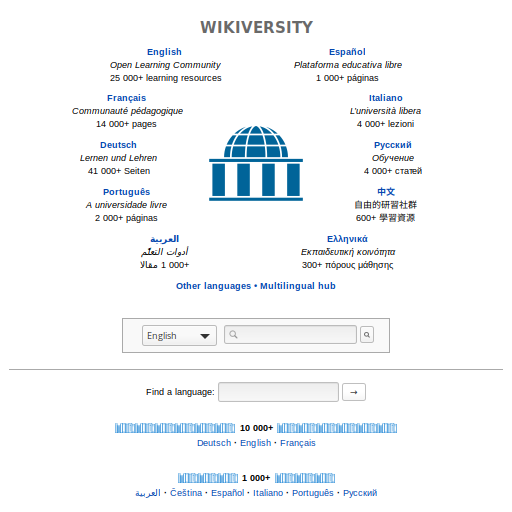 WIKIVERSITY
English
Open Learning Community
25 000+ learning resources
Español
Plataforma educativa libre
1 000+ páginas
Français
Communauté pédagogique
14 000+ pages
Italiano
L'università libera
4 000+ lezioni
Deutsch
Lernen und Lehren
41 000+ Seiten
Русский
Обучение
4 000+ статей
Português
A universidade livre
2 000+ páginas
中文
自由的研習社群
600+ 學習資源
العربية
أدوات التعلّم
1 000+ مقالا
Ελληνικά
Εκπαιδευτική κοινότητα
300+ πόρους μάθησης
Other languages • Multilingual hub
English
Find a language:
→
10 000+
Deutsch · English · Français
1 000+
العربية · Čeština · Español · Italiano · Português · Русский